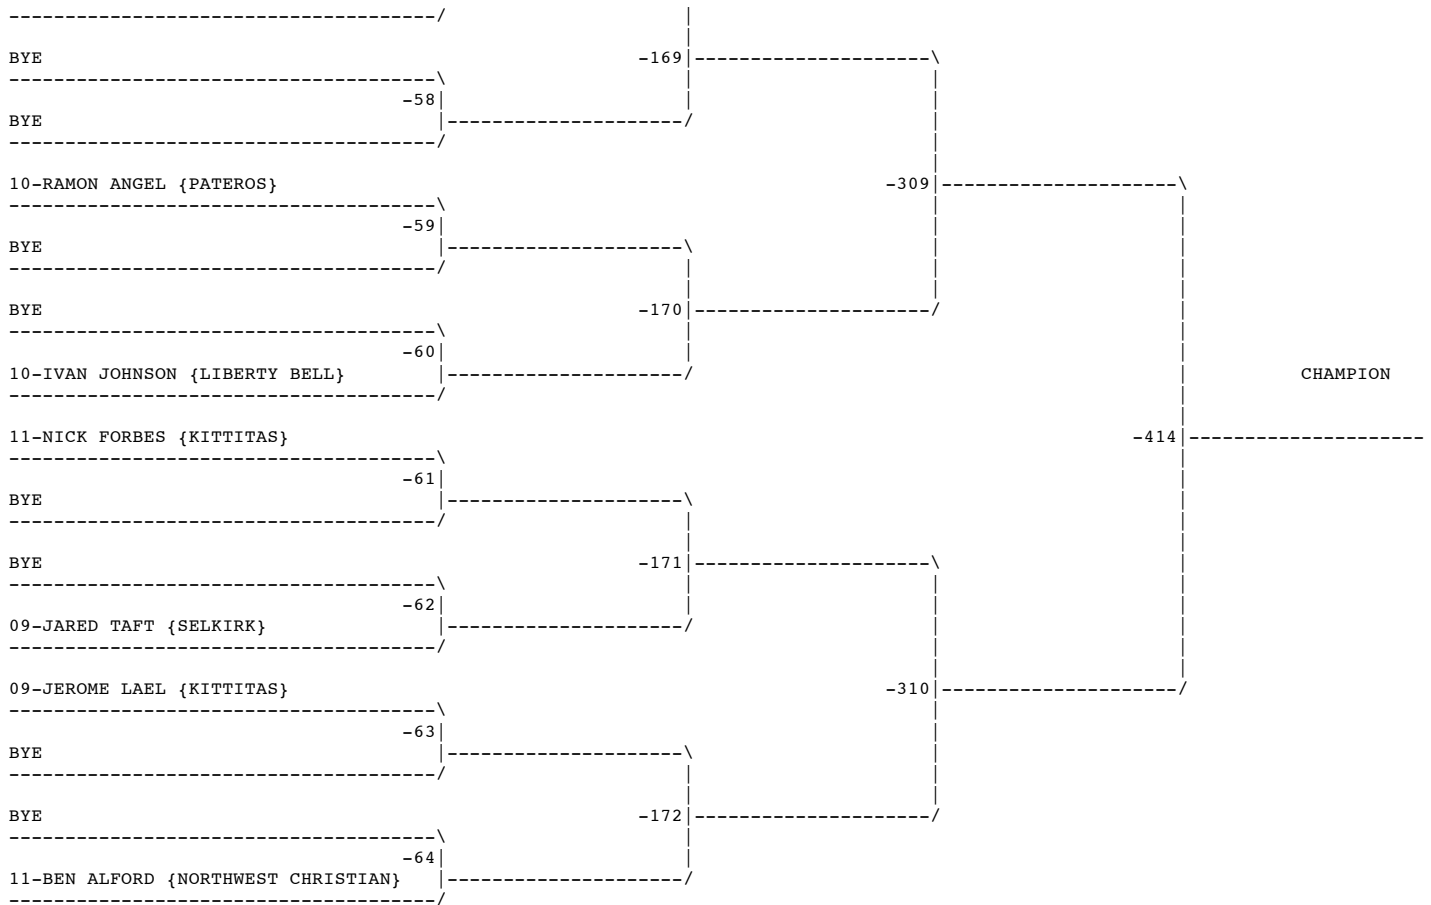 BYE
-169
-58
BYE
10-RAMON ANGEL {PATEROS}
-309
-59
BYE
BYE
-170
-60
10-IVAN JOHNSON {LIBERTY BELL}
CHAMPION
11-NICK FORBES {KITTITAS}
-414
-61
BYE
BYE
-171
-62
09-JARED TAFT {SELKIRK}
09-JEROME LAEL {KITTITAS}
-310
-63
BYE
BYE
-172
-64
11-BEN ALFORD {NORTHWEST CHRISTIAN}